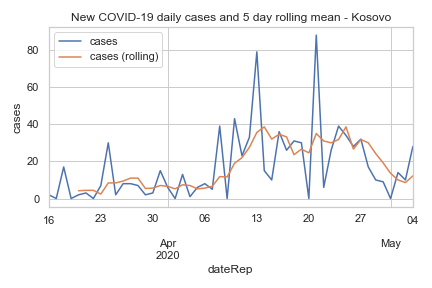 New COVID-19 daily cases and 5 day rolling mean - Kosovo
cases
cases (rolling)
cases
80
60
40
20
0
16 23 30 06 13 20 27 04
Apr May
2020
dateRep